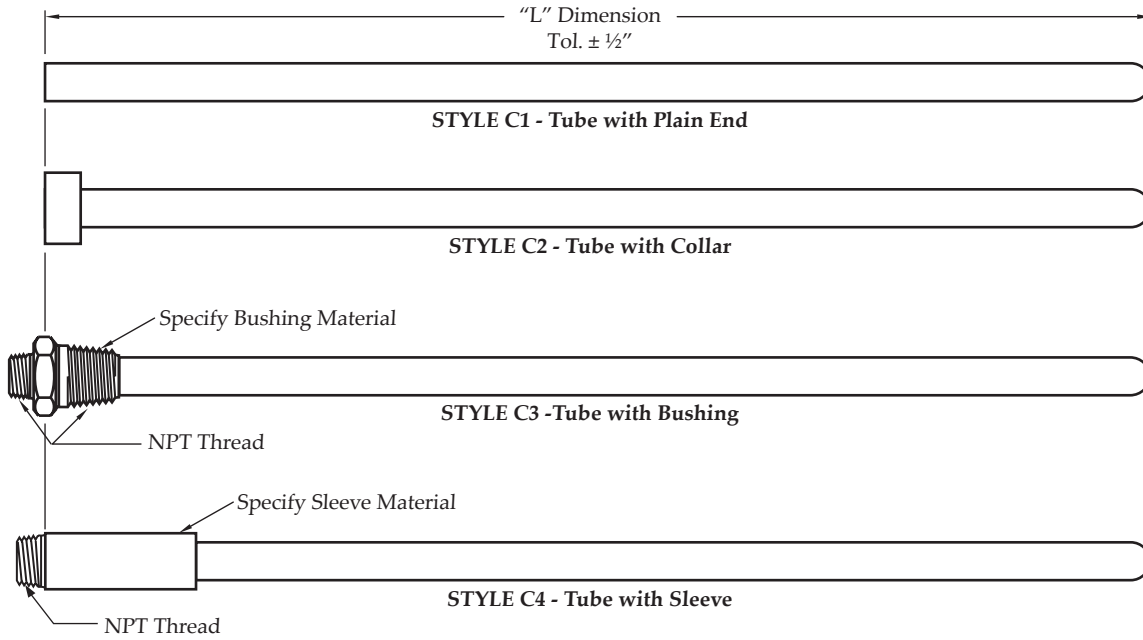 “L” Dimension
Tol. ± ½”
STYLE C1 - Tube with Plain End
STYLE C2 - Tube with Collar
Specify Bushing Material
STYLE C3 -Tube with Bushing
NPT Thread
Specify Sleeve Material
STYLE C4 - Tube with Sleeve
NPT Thread